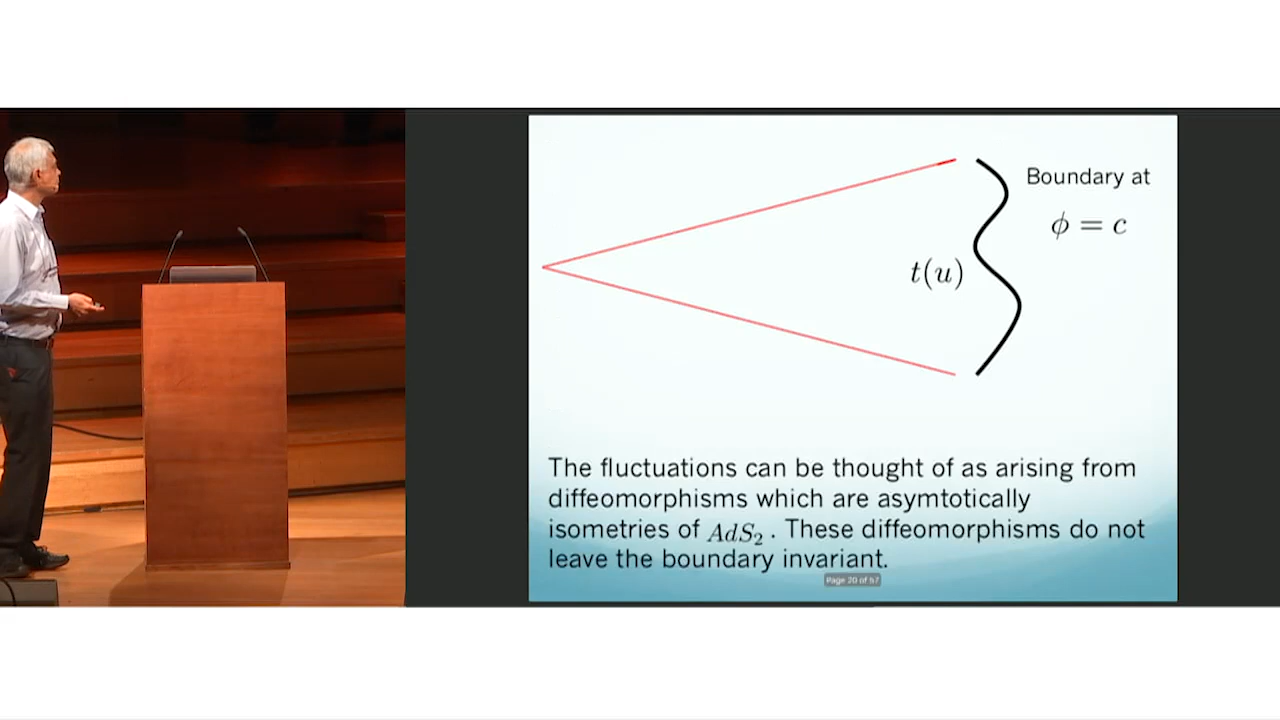 Boundary at
ϕ = c
t(u)
The fluctuations can be thought of as arising from
diffeomorphisms which are asymtotically
isometries of AdS₂ . These diffeomorphisms do not
leave the boundary invariant.
Page 20 of 57